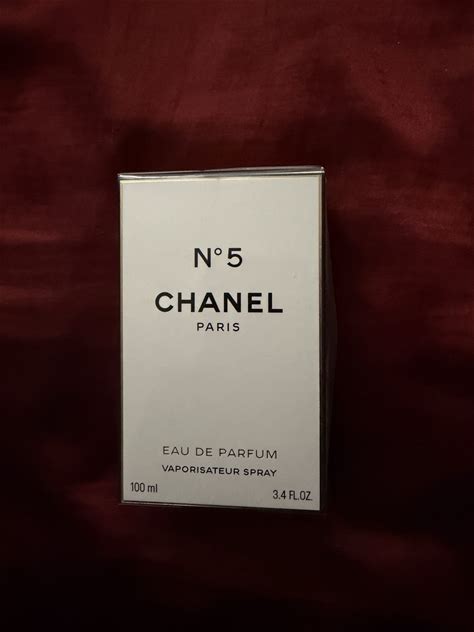 N°5
CHANEL
PARIS
EAU DE PARFUM
VAPORISATEUR SPRAY
100 ml
3.4 FL.OZ.